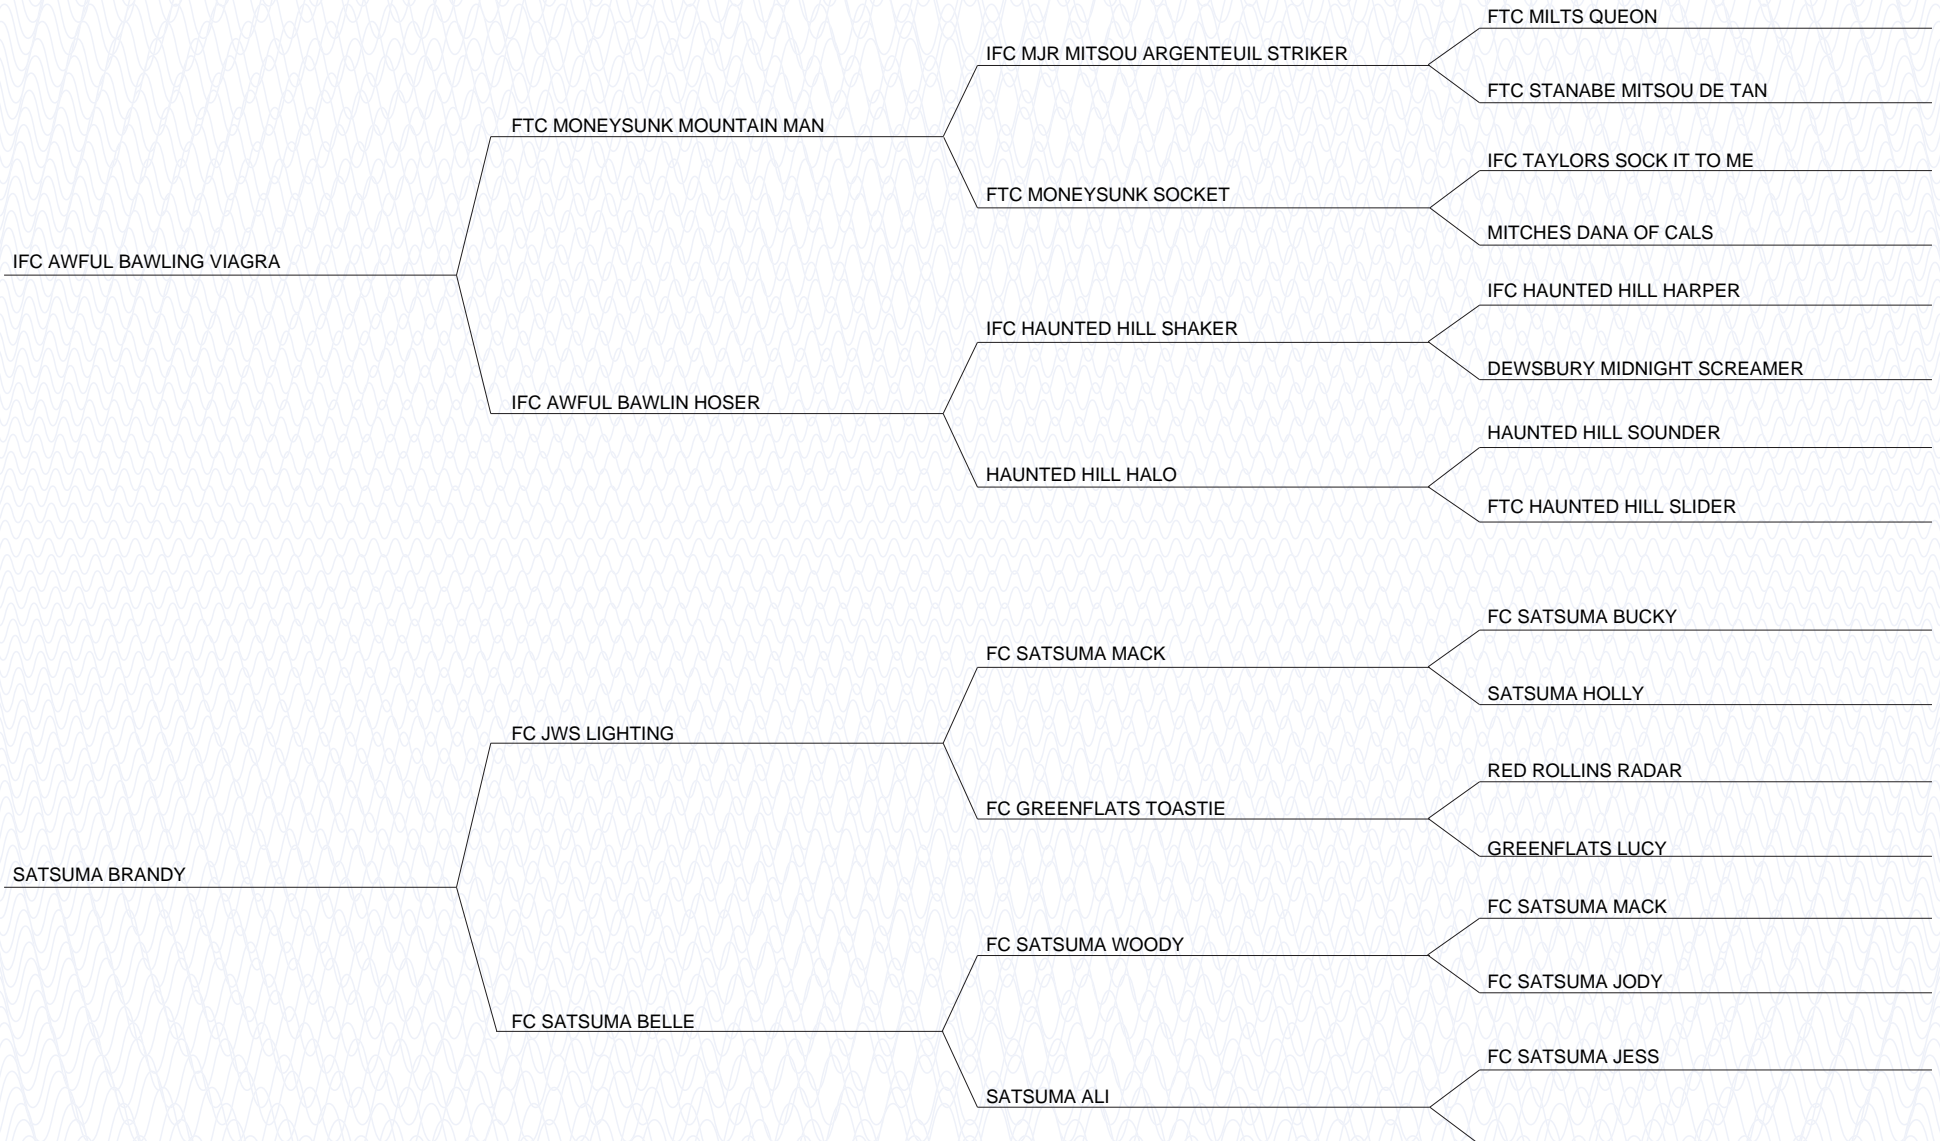 FTC MILTS QUEON
IFC MJR MITSOU ARGENTEUIL STRIKER
FTC STANABE MITSOU DE TAN
FTC MONEYSUNK MOUNTAIN MAN
IFC TAYLORS SOCK IT TO ME
FTC MONEYSUNK SOCKET
MITCHES DANA OF CALS
IFC AWFUL BAWLING VIAGRA
IFC HAUNTED HILL HARPER
IFC HAUNTED HILL SHAKER
DEWSBURY MIDNIGHT SCREAMER
IFC AWFUL BAWLIN HOSER
HAUNTED HILL SOUNDER
HAUNTED HILL HALO
FTC HAUNTED HILL SLIDER
FC SATSUMA BUCKY
FC SATSUMA MACK
SATSUMA HOLLY
FC JWS LIGHTING
RED ROLLINS RADAR
FC GREENFLATS TOASTIE
GREENFLATS LUCY
SATSUMA BRANDY
FC SATSUMA MACK
FC SATSUMA WOODY
FC SATSUMA JODY
FC SATSUMA BELLE
FC SATSUMA JESS
SATSUMA ALI